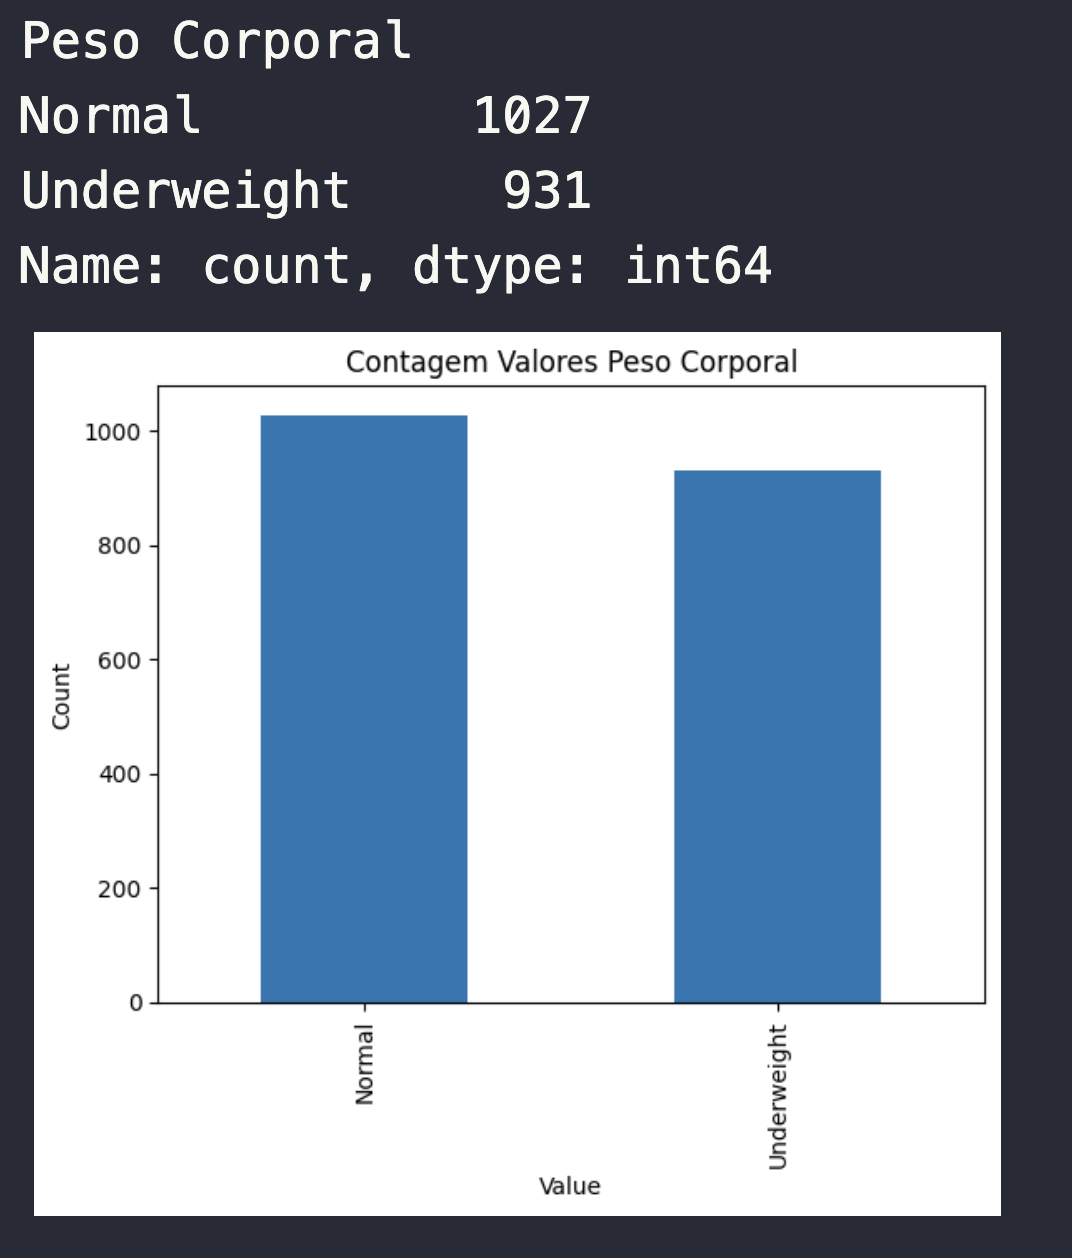 Peso Corporal
Normal 1027
Underweight 931
Name: count, dtype: int64
Contagem Valores Peso Corporal
1000
800
600
400
200
0
Count
Normal
Underweight
Value